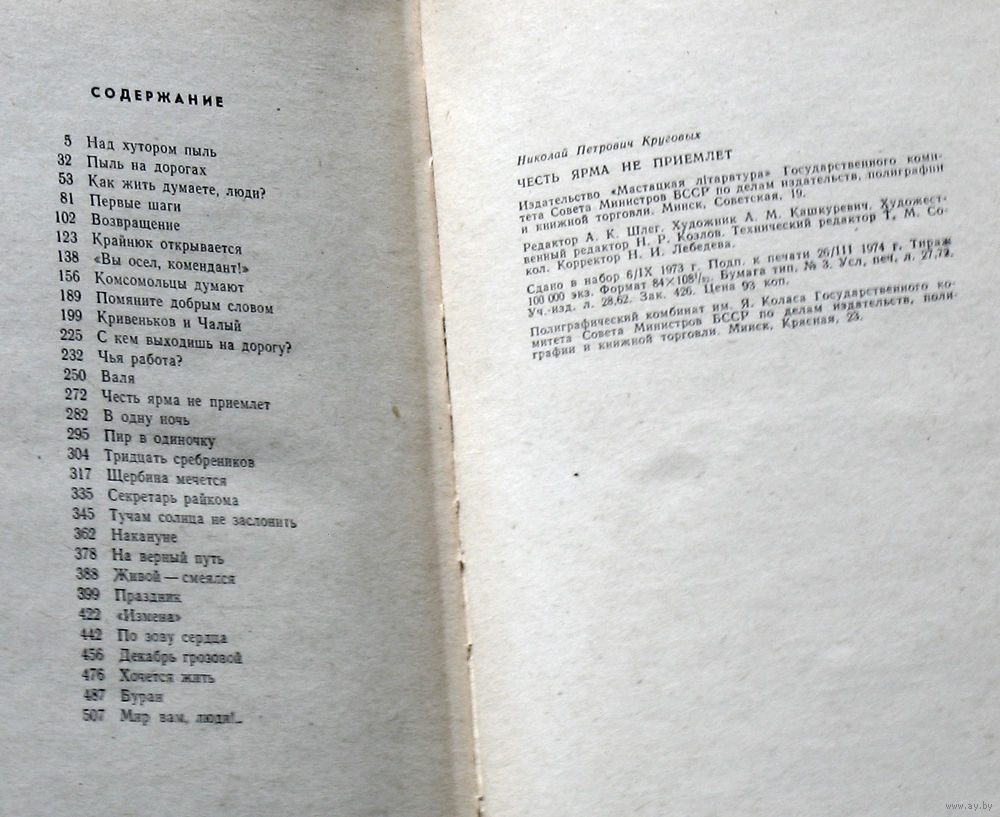 СОДЕРЖАНИЕ
5 Над хутором пыль
32 Пыль на дорогах
53 Как жить думаете, люди?
81 Первые шаги
102 Возвращение
123 Крайнюк открывается
138 «Вы осел, комендант!»
156 Комсомольцы думают
189 Помяните добрым словом
199 Кривеньков и Чалый
225 С кем выходишь на дорогу?
232 Чья работа?
250 Валя
272 Честь ярма не приемлет
282 В одну ночь
295 Пир в одиночку
304 Тридцать сребреников
317 Щербина мечется
335 Секретарь райкома
345 Тучам солнца не заслонить
362 Накануне
378 На верный путь
388 Живой — смеялся
399 Праздник
422 «Измена»
442 По зову сердца
456 Декабрь грозовой
476 Хочется жить
487 Буран
507 Мир вам, люди!..
Николай Петрович Круговых
ЧЕСТЬ ЯРМА НЕ ПРИЕМЛЕТ
Издательство «Мастацкая літаратура» Государственного коми-
тета Совета Министров БССР по делам издательств, полиграфии
и книжной торговли. Минск, Советская, 19.
Редактор А. К. Шлег. Художник А. М. Кашкуревич. Художест-
венный редактор Н. Р. Козлов. Технический редактор Т. М. Со-
кол. Корректор Н. И. Лебедева.
Сдано в набор 6/IX 1973 г. Подп. к печати 26/III 1974 г. Тираж
100 000 экз. Формат 84×108¹/₃₂. Бумага тип. № 3. Усл. печ. л. 27,72.
Уч.-изд. л. 28,62. Зак. 426. Цена 93 коп.
Полиграфический комбинат им. Я. Коласа Государственного ко-
митета Совета Министров БССР по делам издательств, поли-
графии и книжной торговли. Минск, Красная, 23.
www.ay.by